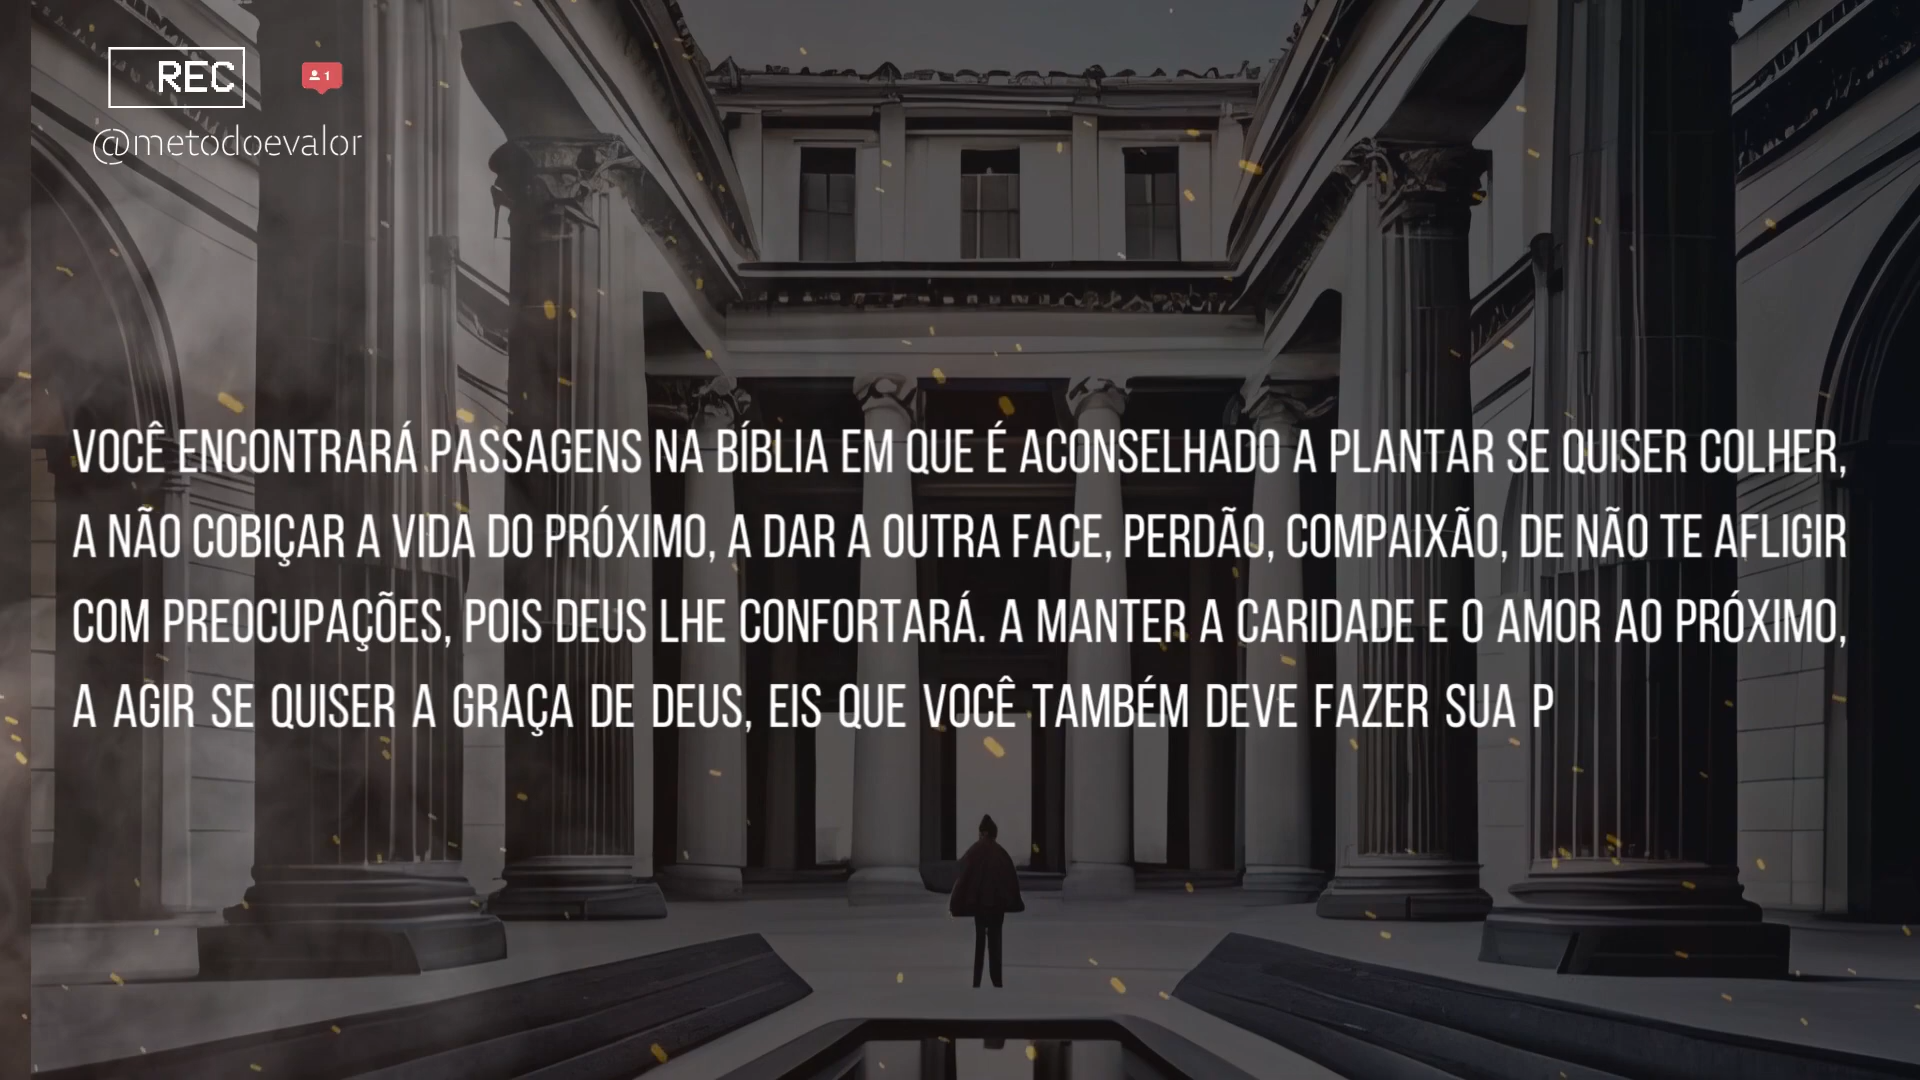 REC
1
@metodoevalor
VOCÊ ENCONTRARÁ PASSAGENS NA BÍBLIA EM QUE É ACONSELHADO A PLANTAR SE QUISER COLHER,
A NÃO COBIÇAR A VIDA DO PRÓXIMO, A DAR A OUTRA FACE, PERDÃO, COMPAIXÃO, DE NÃO TE AFLIGIR
COM PREOCUPAÇÕES, POIS DEUS LHE CONFORTARÁ. A MANTER A CARIDADE E O AMOR AO PRÓXIMO,
A AGIR SE QUISER A GRAÇA DE DEUS, EIS QUE VOCÊ TAMBÉM DEVE FAZER SUA P